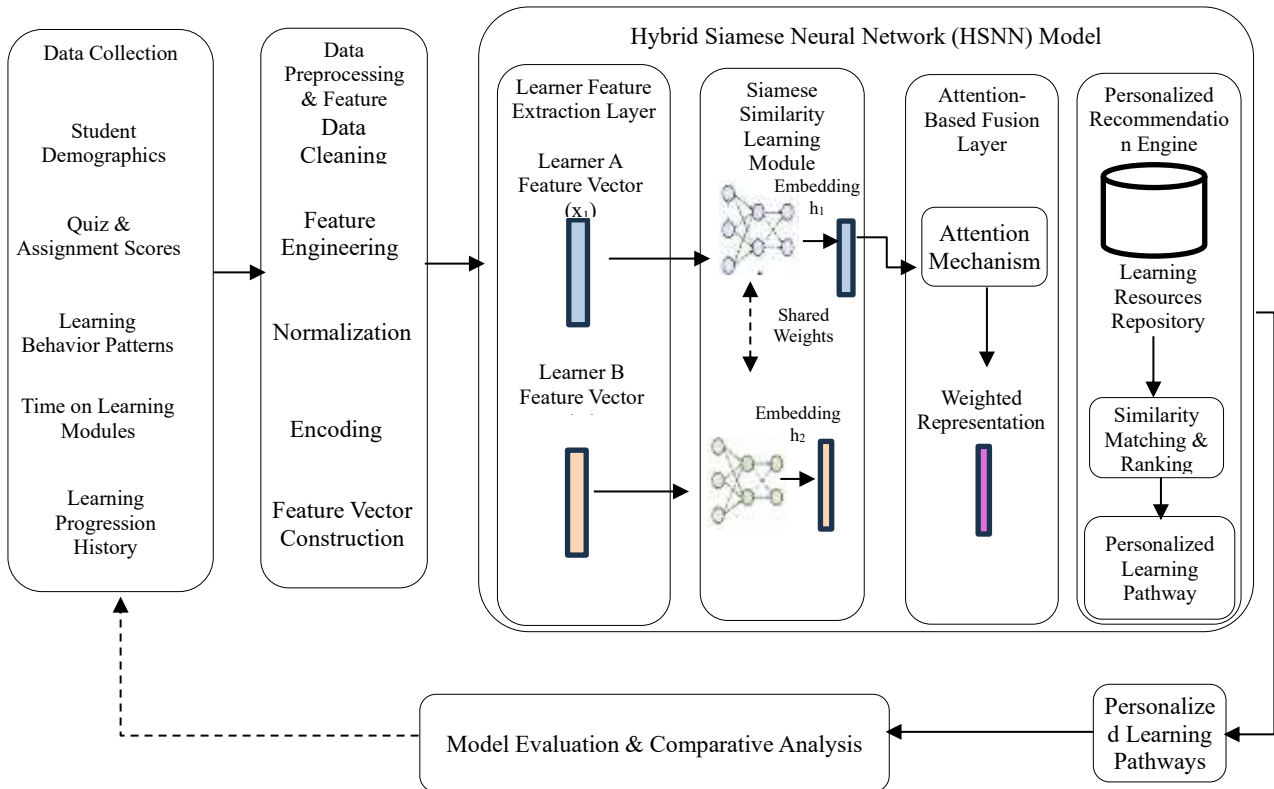 Data Collection
Student
Demographics
Quiz &
Assignment Scores
Learning
Behavior Patterns
Time on Learning
Modules
Learning
Progression
History
Data
Preprocessing
& Feature
Data
Cleaning
Feature
Engineering
Normalization
Encoding
Feature Vector
Construction
Hybrid Siamese Neural Network (HSNN) Model
Learner Feature
Extraction Layer
Learner A
Feature Vector
(x₁)
Learner B
Feature Vector
Siamese
Similarity
Learning
Module
Embedding
h₁
Shared
Weights
Embedding
h₂
Attention-
Based Fusion
Layer
Attention
Mechanism
Weighted
Representation
Personalized
Recommendatio
n Engine
Learning
Resources
Repository
Similarity
Matching &
Ranking
Personalized
Learning
Pathway
Personalize
d Learning
Pathways
Model Evaluation & Comparative Analysis